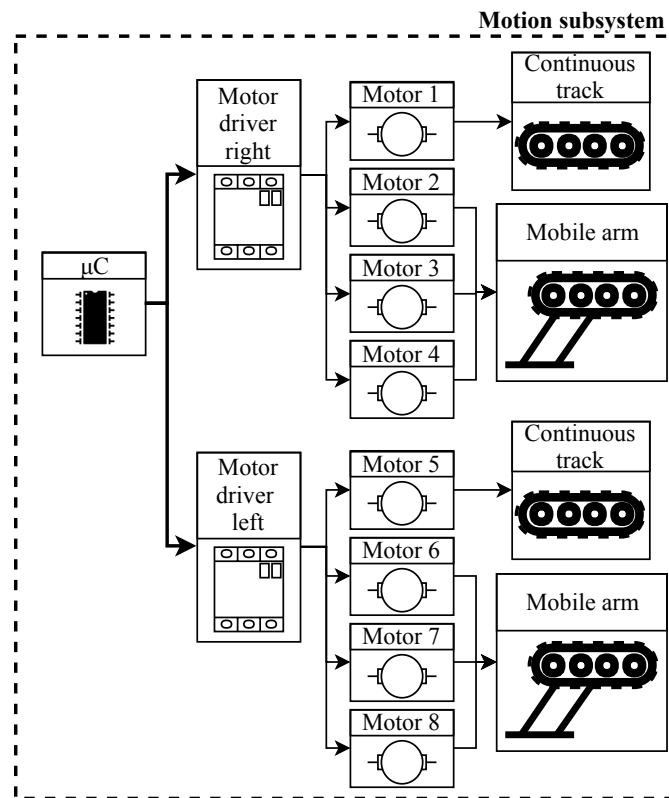 Motion subsystem
Motor
driver
right
Motor 1
Continuous
track
Motor 2
Mobile arm
μC
Motor 3
Motor 4
Motor
driver
left
Motor 5
Continuous
track
Motor 6
Mobile arm
Motor 7
Motor 8